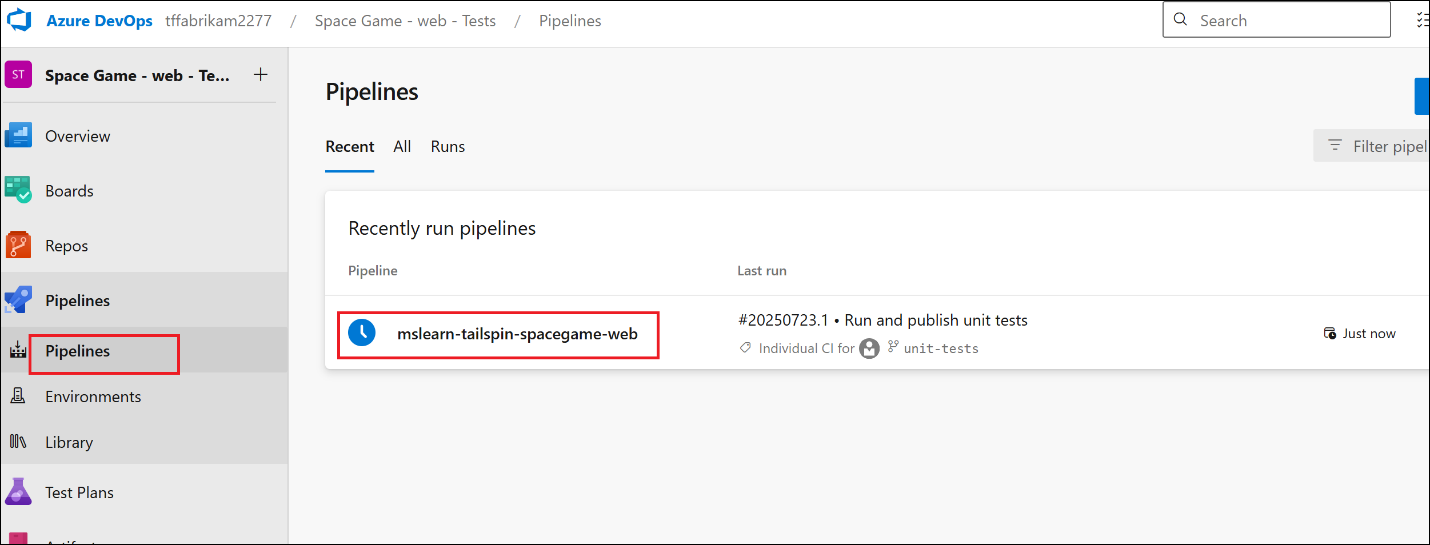 Azure DevOps tffabrikam2277 / Space Game - web - Tests / Pipelines
Search
ST Space Game - web - Te... +
Overview
Boards
Repos
Pipelines
Pipelines
Environments
Library
Test Plans
Pipelines
Recent All Runs
Filter pipel
Recently run pipelines
Pipeline Last run
mslearn-tailspin-spacegame-web
#20250723.1 • Run and publish unit tests
Individual CI for unit-tests
Just now